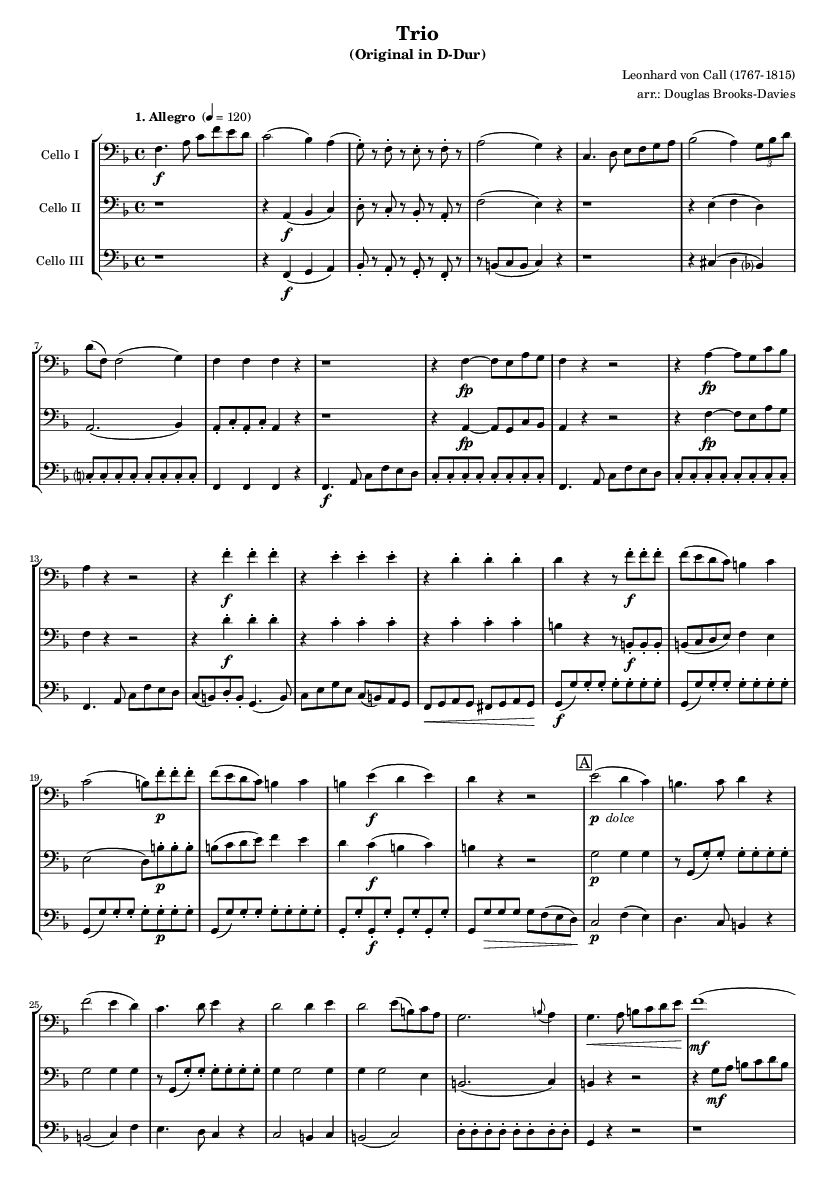 Trio
(Original in D-Dur)
Leonhard von Call (1767-1815)
arr.: Douglas Brooks-Davies
1. Allegro (♩ = 120)
Cello I
f
3
Cello II
f
Cello III
f
7
fp
fp
fp
fp
f
13
f
f
f
f
f
19
A
p
f
p dolce
p
f
p
p
f
p
25
mf
mf